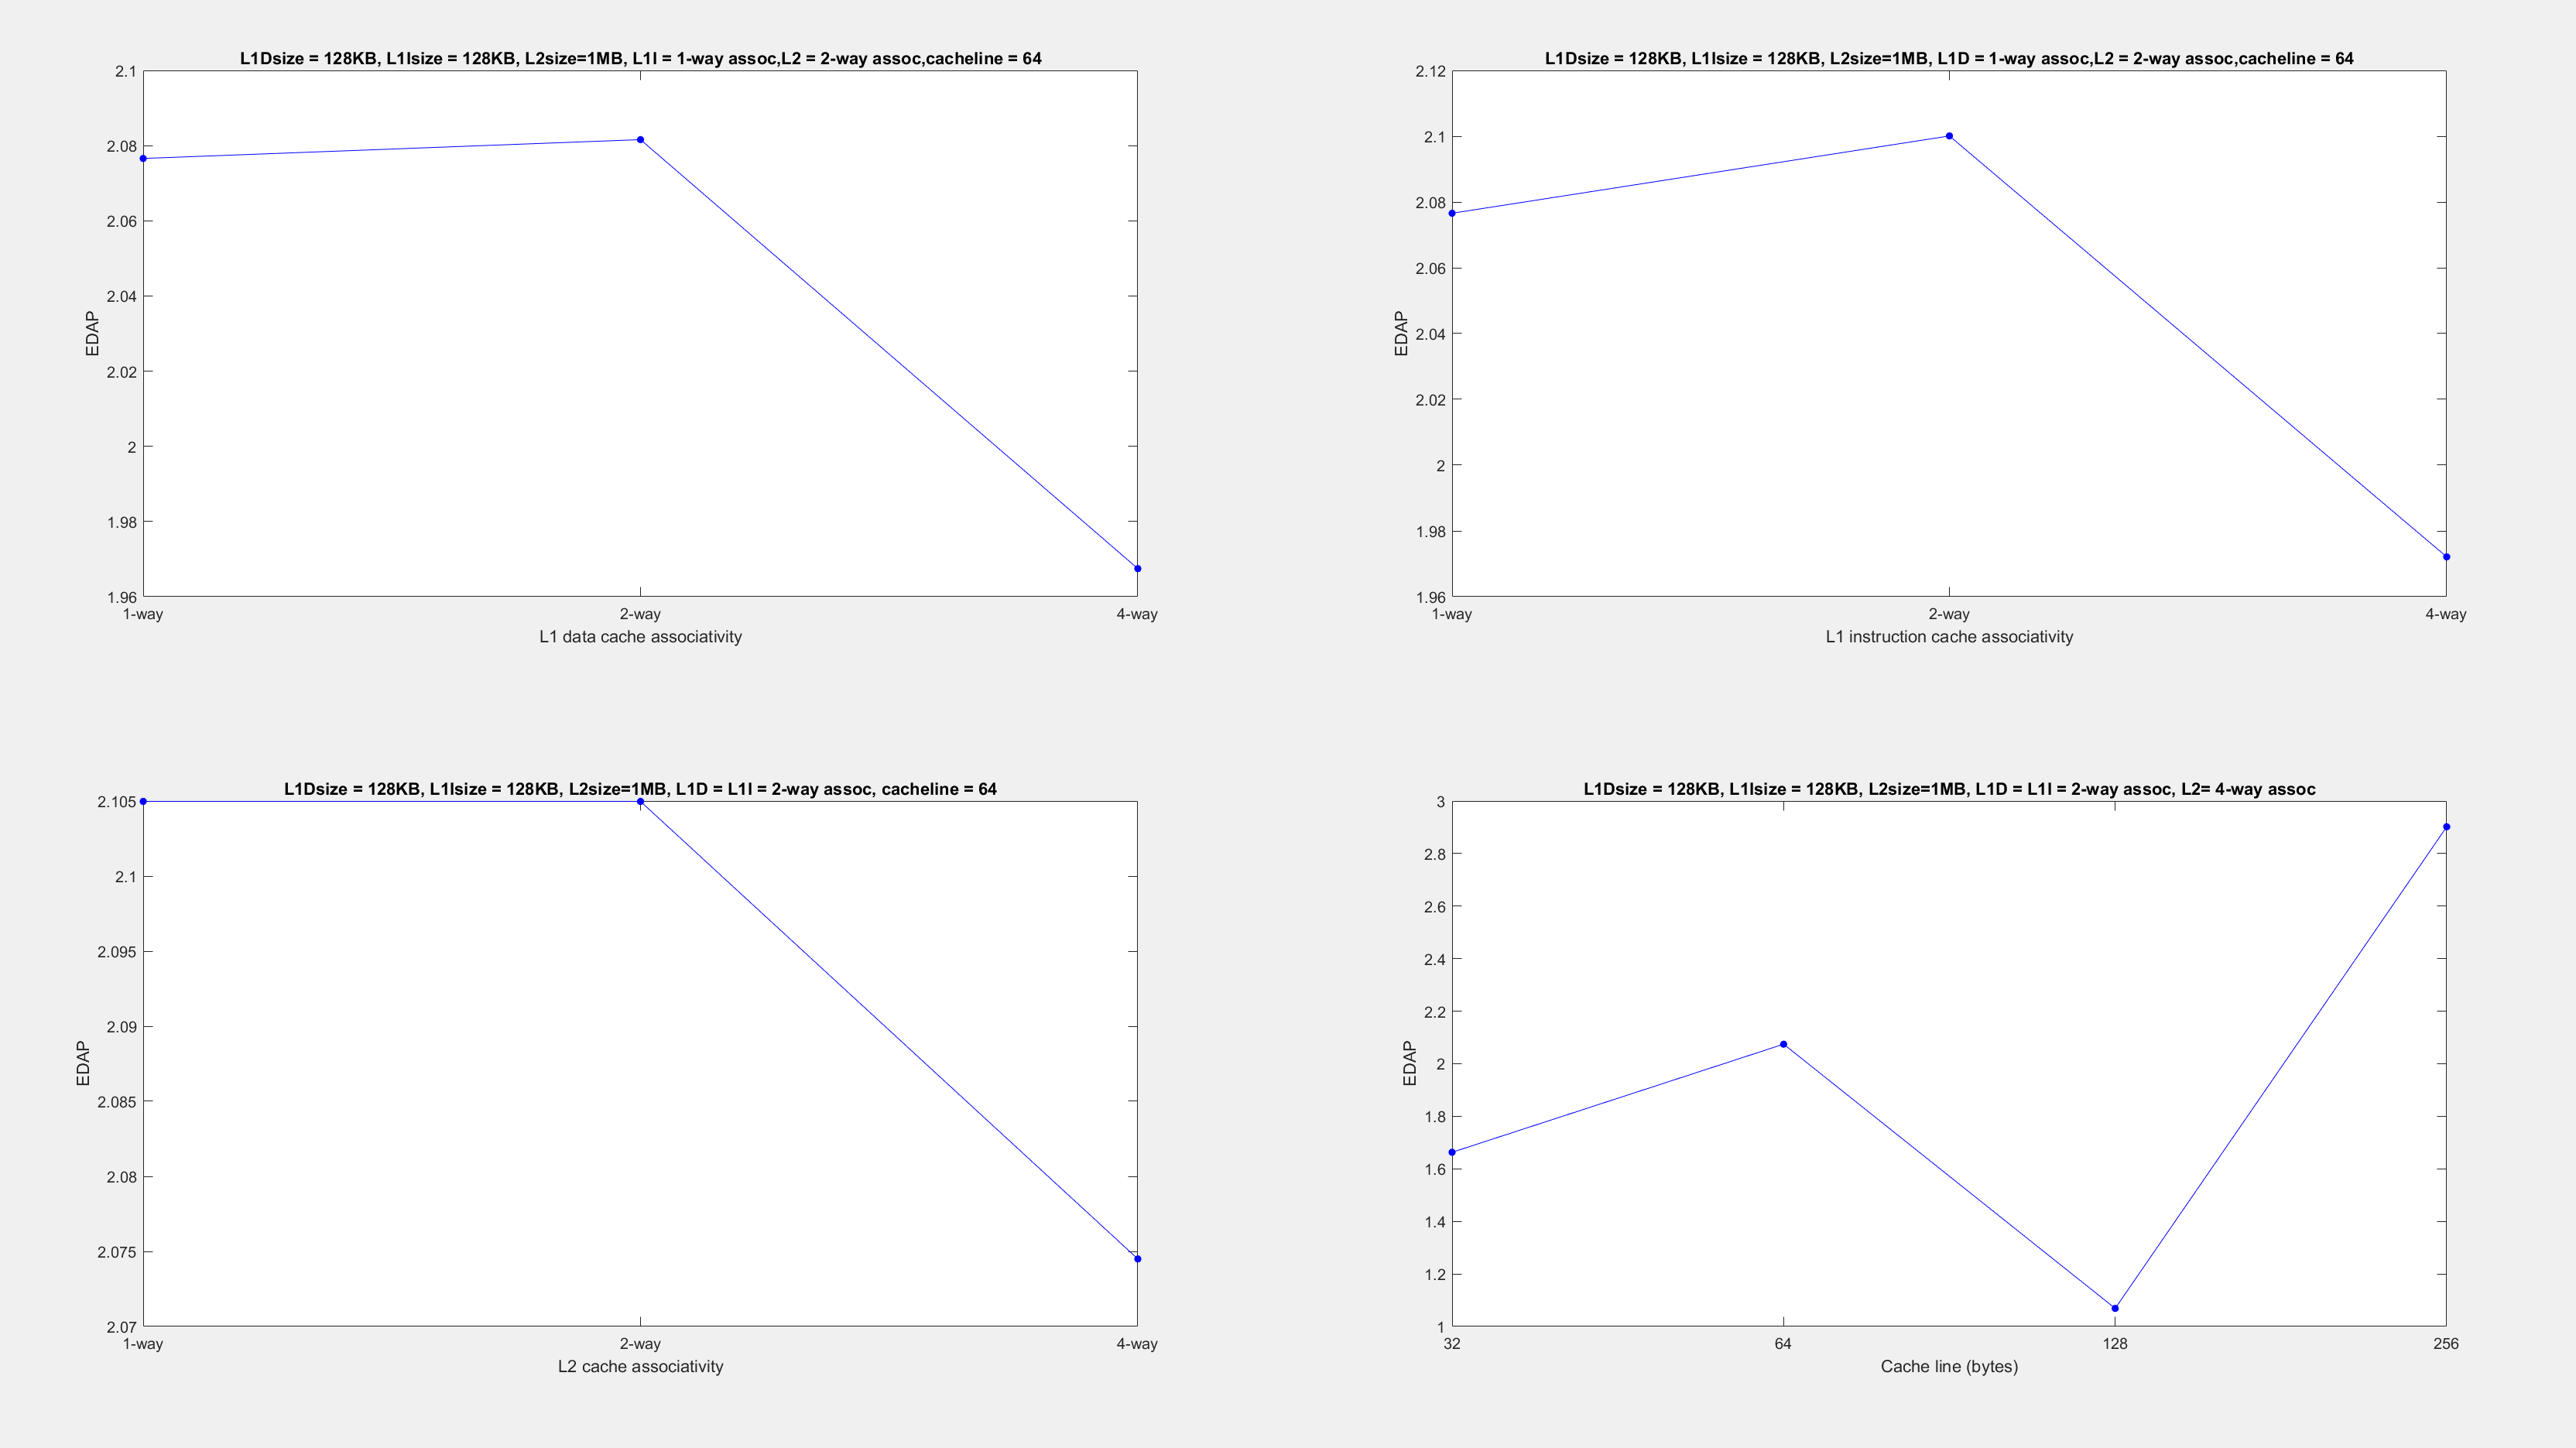 L1Dsize = 128KB, L1Isize = 128KB, L2size=1MB, L1I = 1-way assoc,L2 = 2-way assoc,cacheline = 64
2.1
2.08
2.06
2.04
2.02
2
1.98
1.96
EDAP
1-way
2-way
4-way
L1 data cache associativity
L1Dsize = 128KB, L1Isize = 128KB, L2size=1MB, L1D = 1-way assoc,L2 = 2-way assoc,cacheline = 64
2.12
2.1
2.08
2.06
2.04
2.02
2
1.98
1.96
EDAP
1-way
2-way
4-way
L1 instruction cache associativity
L1Dsize = 128KB, L1Isize = 128KB, L2size=1MB, L1D = L1I = 2-way assoc, cacheline = 64
2.105
2.1
2.095
2.09
2.085
2.08
2.075
2.07
EDAP
1-way
2-way
4-way
L2 cache associativity
L1Dsize = 128KB, L1Isize = 128KB, L2size=1MB, L1D = L1I = 2-way assoc, L2= 4-way assoc
3
2.8
2.6
2.4
2.2
2
1.8
1.6
1.4
1.2
1
EDAP
32
64
128
256
Cache line (bytes)